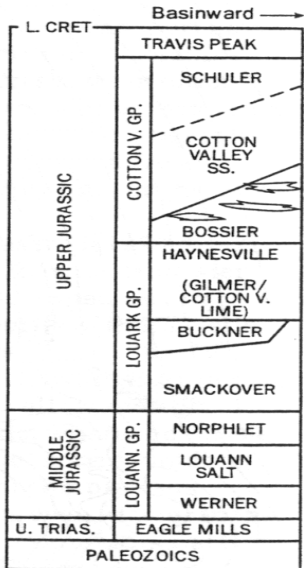 Basinward
L. CRET
TRAVIS PEAK
UPPER JURASSIC
COTTON V. GP.
SCHULER
COTTON
VALLEY
SS.
BOSSIER
LOUARK GP.
HAYNESVILLE
(GILMER/
COTTON V.
LIME)
BUCKNER
SMACKOVER
MIDDLE
JURASSIC
LOUANN. GP.
NORPHLET
LOUANN
SALT
WERNER
U. TRIAS.
EAGLE MILLS
PALEOZOICS